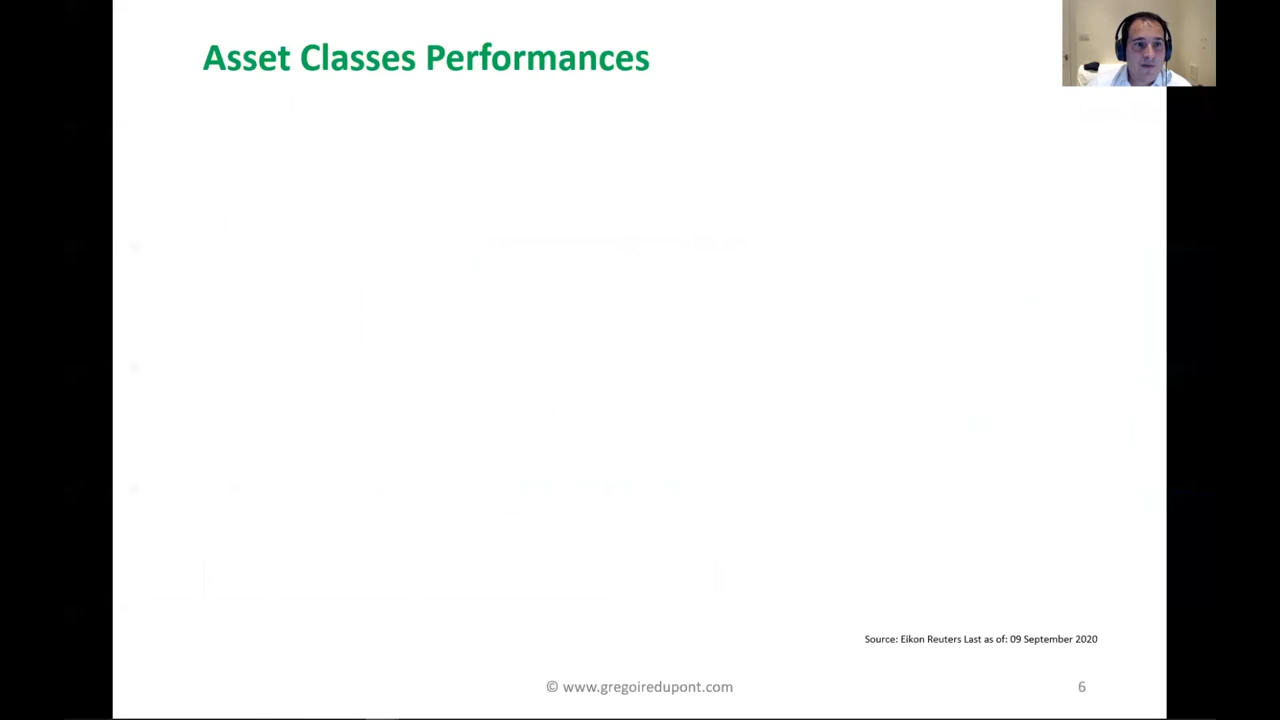 Asset Classes Performances
Source: Eikon Reuters Last as of: 09 September 2020
© www.gregoiredupont.com
6